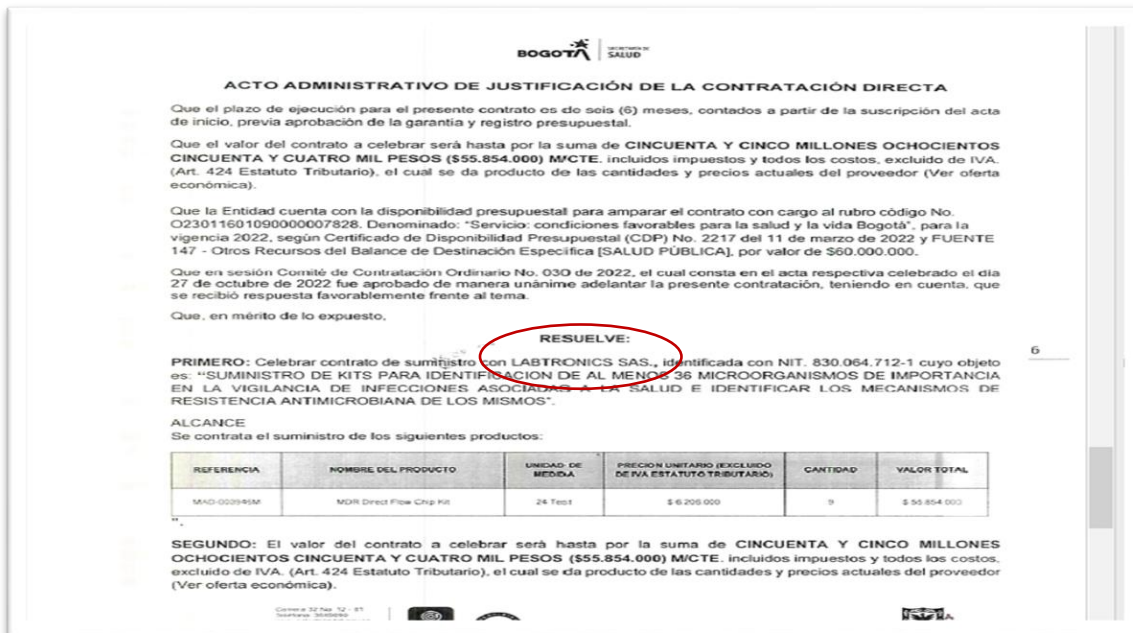 BOGOTÁ SECRETARÍA DE SALUD
ACTO ADMINISTRATIVO DE JUSTIFICACIÓN DE LA CONTRATACIÓN DIRECTA
Que el plazo de ejecución para el presente contrato es de seis (6) meses, contados a partir de la suscripción del acta
de inicio, previa aprobación de la garantía y registro presupuestal.
Que el valor del contrato a celebrar será hasta por la suma de CINCUENTA Y CINCO MILLONES OCHOCIENTOS
CINCUENTA Y CUATRO MIL PESOS ($55.854.000) M/CTE. incluidos impuestos y todos los costos, excluido de IVA.
(Art. 424 Estatuto Tributario), el cual se da producto de las cantidades y precios actuales del proveedor (Ver oferta
económica).
Que la Entidad cuenta con la disponibilidad presupuestal para amparar el contrato con cargo al rubro código No.
O23011601090000007828. Denominado: "Servicio: condiciones favorables para la salud y la vida Bogotá", para la
vigencia 2022, según Certificado de Disponibilidad Presupuestal (CDP) No. 2217 del 11 de marzo de 2022 y FUENTE
147 - Otros Recursos del Balance de Destinación Específica [SALUD PÚBLICA], por valor de $60.000.000.
Que en sesión Comité de Contratación Ordinario No. 030 de 2022, el cual consta en el acta respectiva celebrado el día
27 de octubre de 2022 fue aprobado de manera unánime adelantar la presente contratación, teniendo en cuenta, que
se recibió respuesta favorablemente frente al tema.
Que, en mérito de lo expuesto,
RESUELVE:
6
PRIMERO: Celebrar contrato de suministro con LABTRONICS SAS., identificada con NIT. 830.064.712-1 cuyo objeto
es: "SUMINISTRO DE KITS PARA IDENTIFICACION DE AL MENOS 36 MICROORGANISMOS DE IMPORTANCIA
EN LA VIGILANCIA DE INFECCIONES ASOCIADAS A LA SALUD E IDENTIFICAR LOS MECANISMOS DE
RESISTENCIA ANTIMICROBIANA DE LOS MISMOS".
ALCANCE
Se contrata el suministro de los siguientes productos:
REFERENCIA NOMBRE DEL PRODUCTO UNIDAD DE MEDIDA PRECION UNITARIO (EXCLUIDO DE IVA ESTATUTO TRIBUTARIO) CANTIDAD VALOR TOTAL
MAD-003945M MDR Direct Flow Chip Kit 24 Test $ 6.206.000 9 $ 55.854.000
".
SEGUNDO: El valor del contrato a celebrar será hasta por la suma de CINCUENTA Y CINCO MILLONES
OCHOCIENTOS CINCUENTA Y CUATRO MIL PESOS ($55.854.000) M/CTE. incluidos impuestos y todos los costos,
excluido de IVA. (Art. 424 Estatuto Tributario), el cual se da producto de las cantidades y precios actuales del proveedor
(Ver oferta económica).
Carrera 32 No. 12 - 81